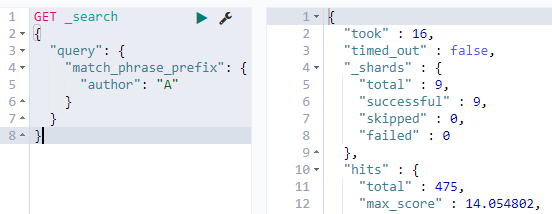 1 GET _search
2 {
3 "query": {
4 "match_phrase_prefix": {
5 "author": "A"
6 }
7 }
8 }
1 {
2 "took" : 16,
3 "timed_out" : false,
4 "_shards" : {
5 "total" : 9,
6 "successful" : 9,
7 "skipped" : 0,
8 "failed" : 0
9 },
10 "hits" : {
11 "total" : 475,
12 "max_score" : 14.054802,